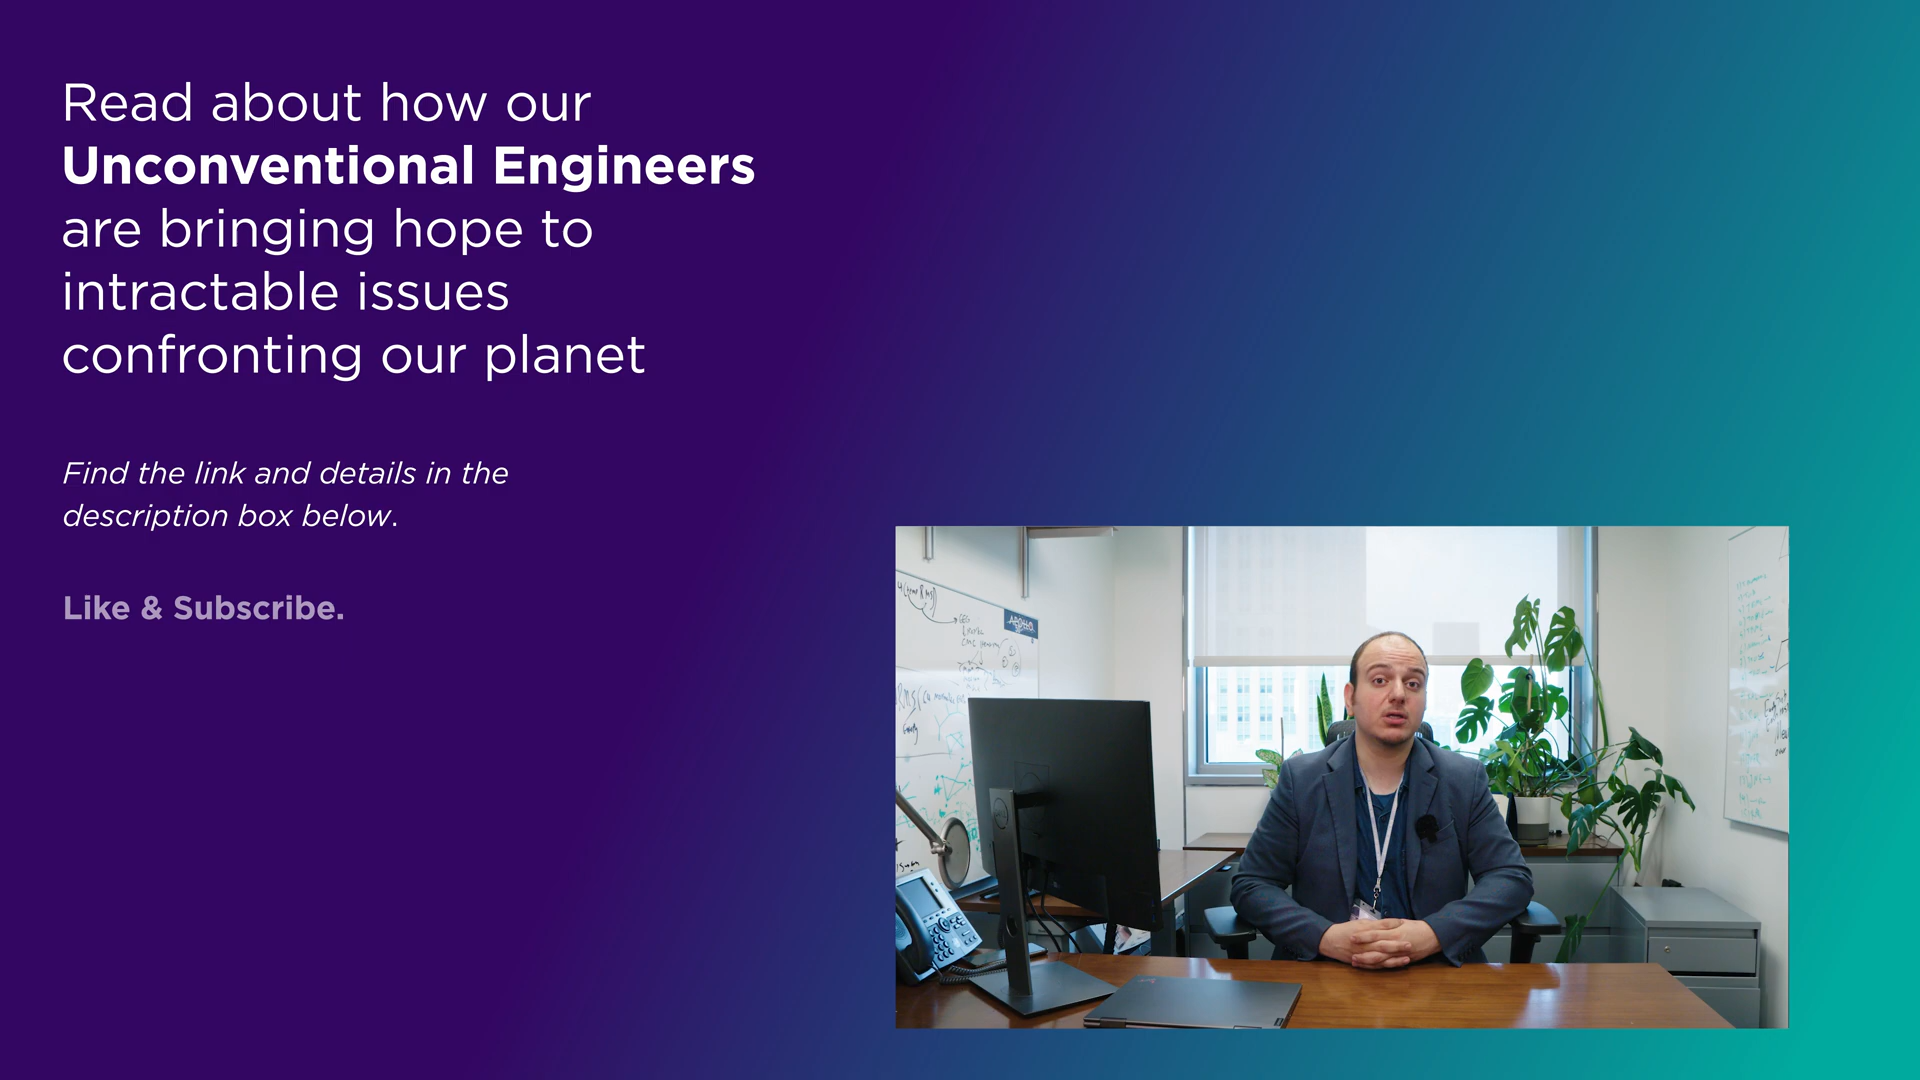 Read about how our
Unconventional Engineers
are bringing hope to
intractable issues
confronting our planet
Find the link and details in the
description box below.
Like & Subscribe.
APOLLO